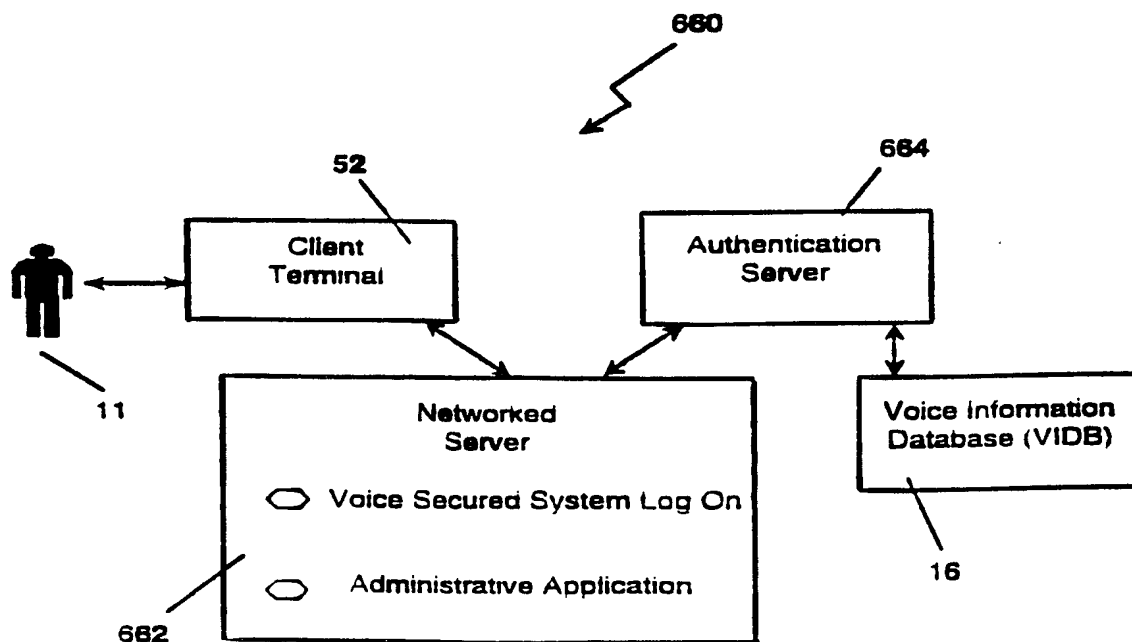 660
52
664
Client
Terminal
Authentication
Server
11
Networked
Server
Voice Information
Database (VIDB)
Voice Secured System Log On
Administrative Application
16
662